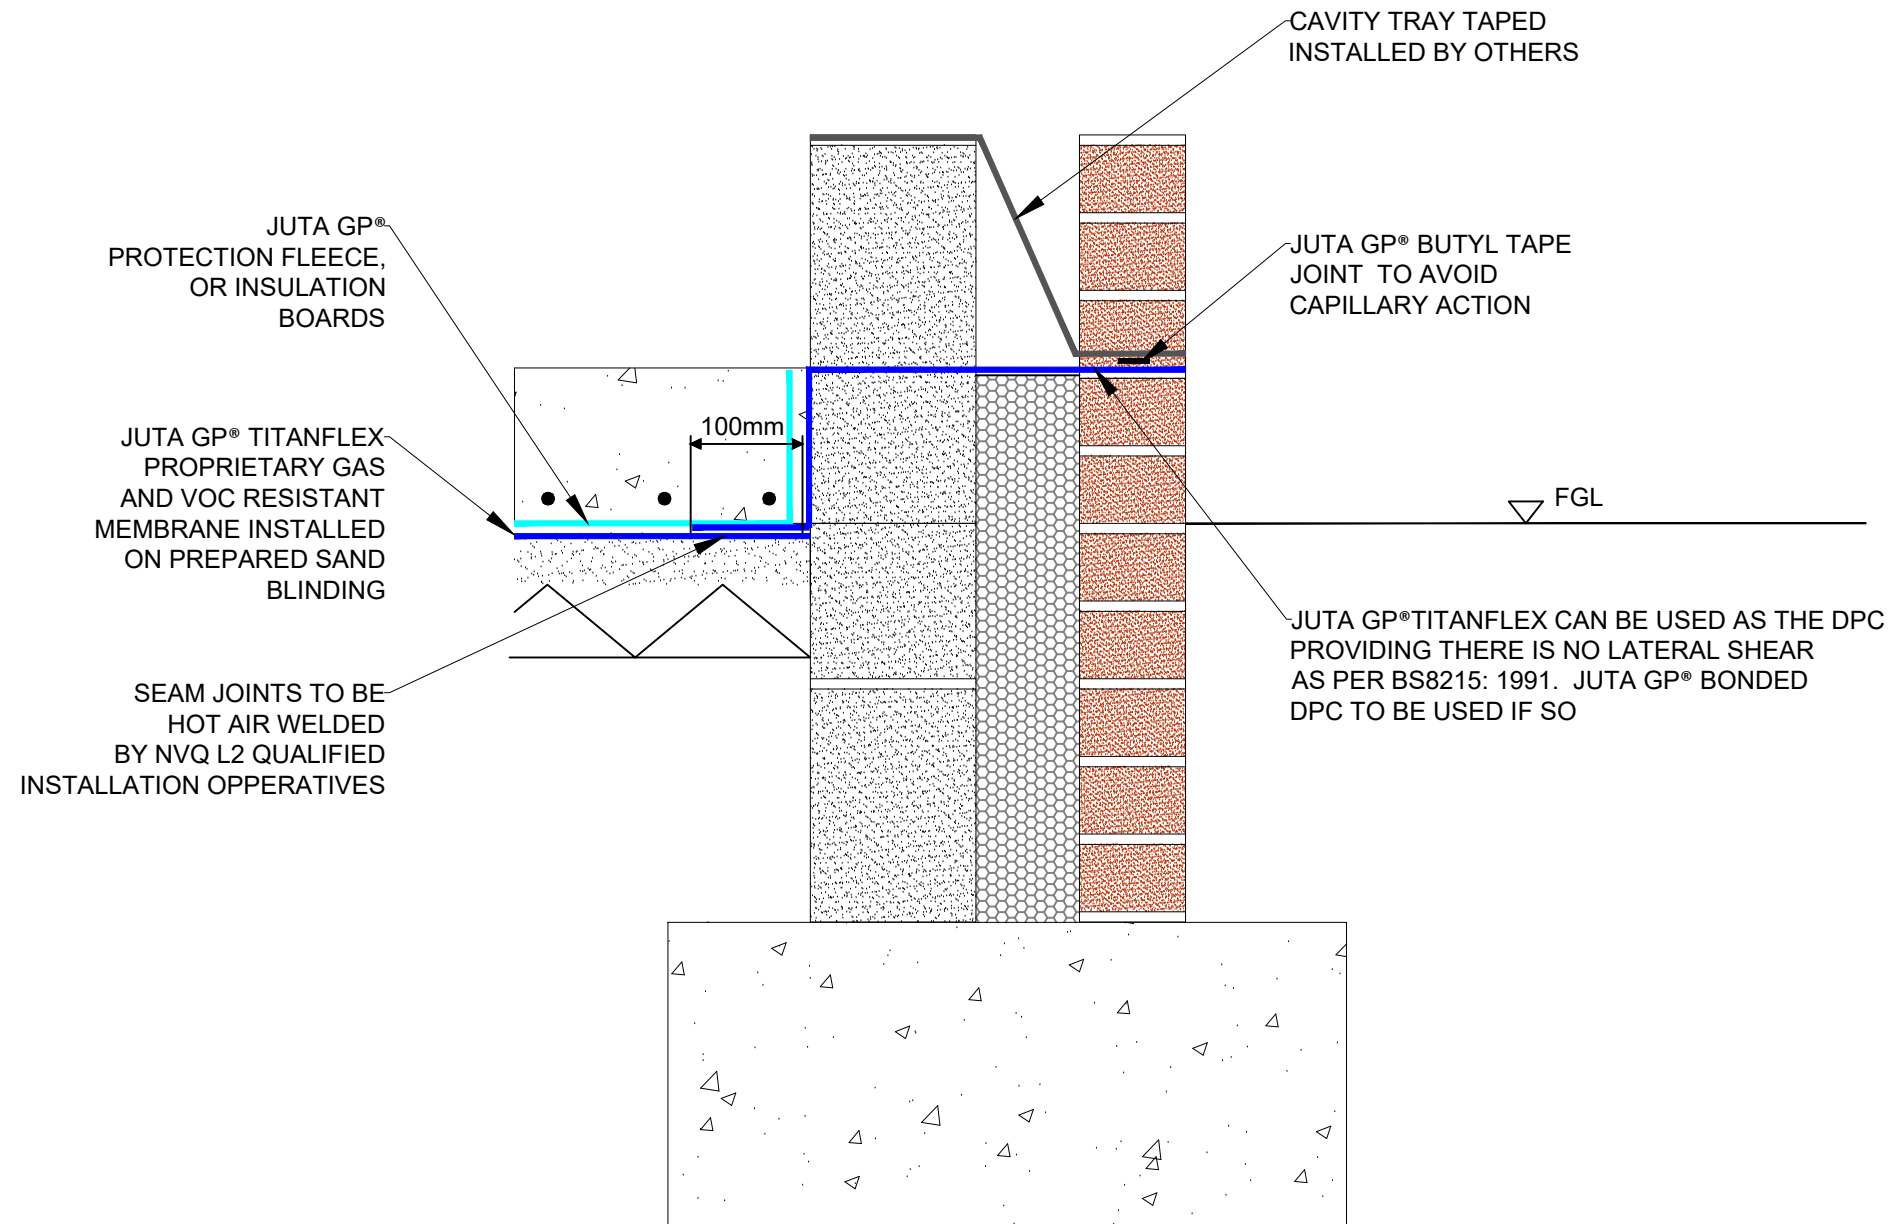 CAVITY TRAY TAPED
INSTALLED BY OTHERS
JUTA GP®
PROTECTION FLEECE,
OR INSULATION
BOARDS
JUTA GP® BUTYL TAPE
JOINT TO AVOID
CAPILLARY ACTION
JUTA GP® TITANFLEX
PROPRIETARY GAS
AND VOC RESISTANT
MEMBRANE INSTALLED
ON PREPARED SAND
BLINDING
100mm
FGL
JUTA GP®TITANFLEX CAN BE USED AS THE DPC
PROVIDING THERE IS NO LATERAL SHEAR
AS PER BS8215: 1991. JUTA GP® BONDED
DPC TO BE USED IF SO
SEAM JOINTS TO BE
HOT AIR WELDED
BY NVQ L2 QUALIFIED
INSTALLATION OPPERATIVES